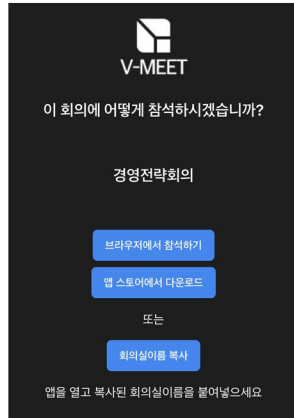 V-MEET
이 회의에 어떻게 참석하시겠습니까?
경영전략회의
브라우저에서 참석하기
앱 스토어에서 다운로드
또는
회의실이름 복사
앱을 열고 복사된 회의실이름을 붙여넣으세요